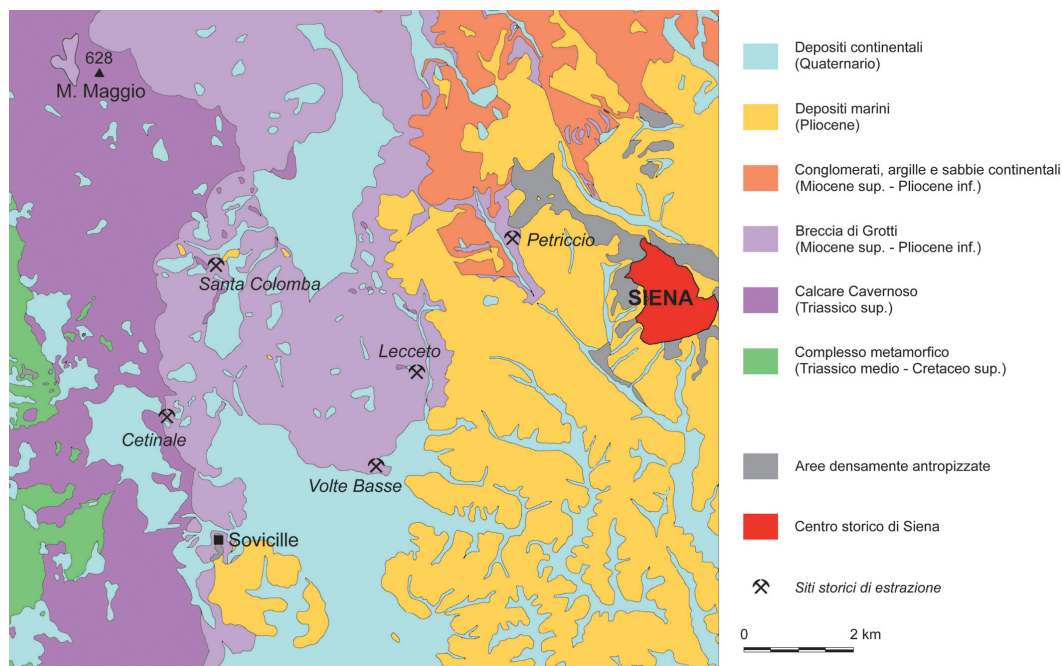 628
M. Maggio
Petriccio
Santa Colomba
SIENA
Lecceto
Cetinale
Volte Basse
Sovicille
Depositi continentali
(Quaternario)
Depositi marini
(Pliocene)
Conglomerati, argille e sabbie continentali
(Miocene sup. - Pliocene inf.)
Breccia di Grotti
(Miocene sup. - Pliocene inf.)
Calcare Cavernoso
(Triassico sup.)
Complesso metamorfico
(Triassico medio - Cretaceo sup.)
Aree densamente antropizzate
Centro storico di Siena
Siti storici di estrazione
0 2 km